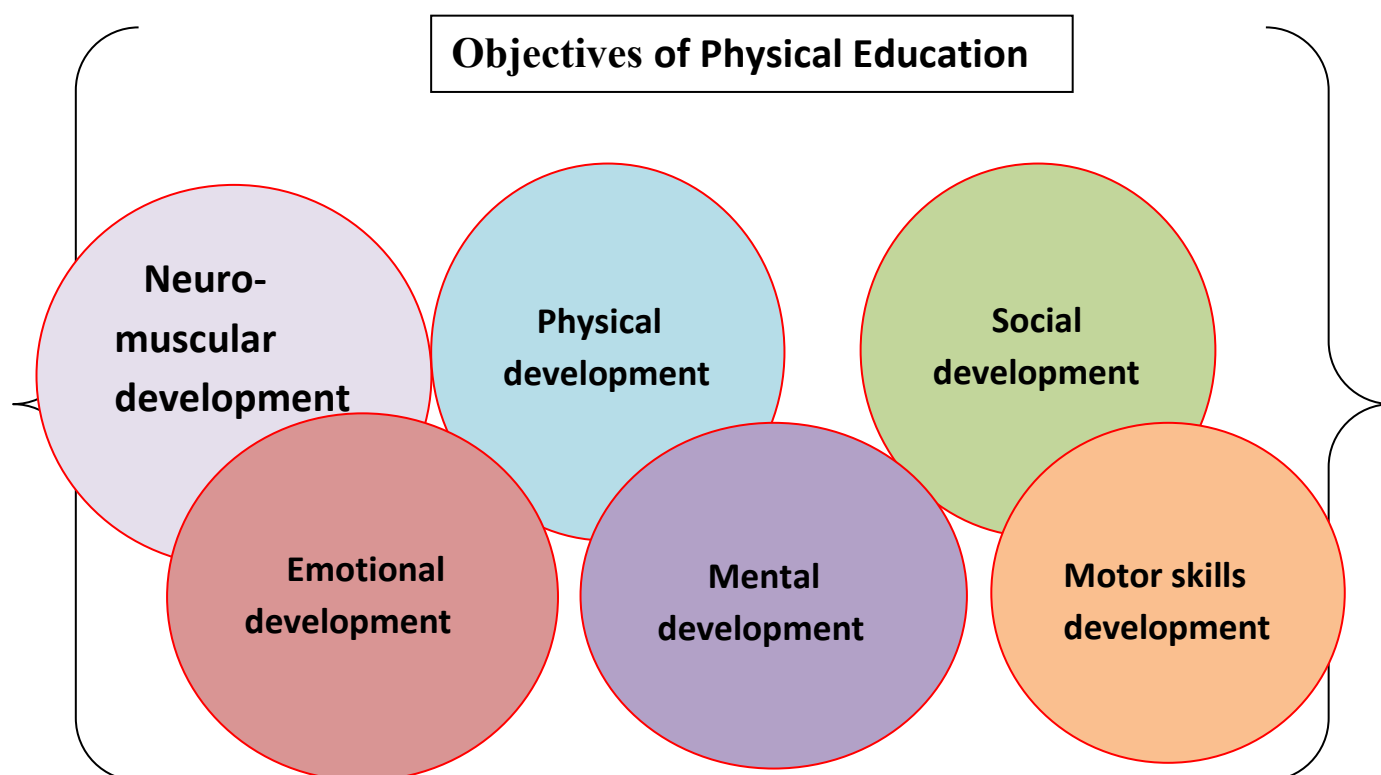 Objectives of Physical Education
Neuro-
muscular
development
Physical
development
Social
development
Emotional
development
Mental
development
Motor skills
development